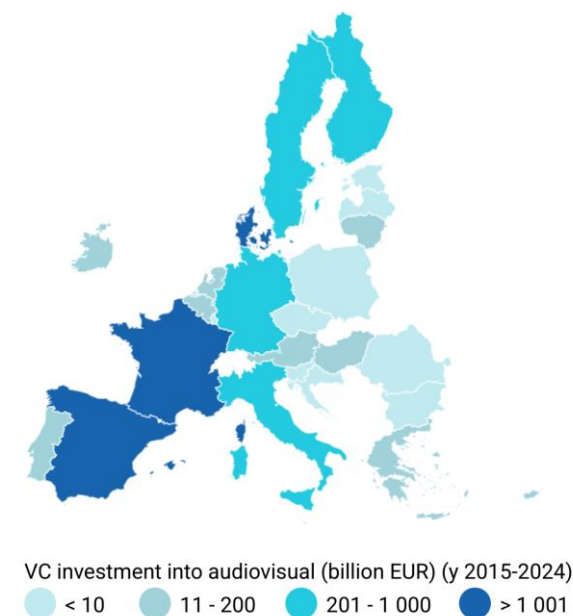 VC investment into audiovisual (billion EUR) (y 2015-2024)
< 10 11 - 200 201 - 1 000 > 1 001